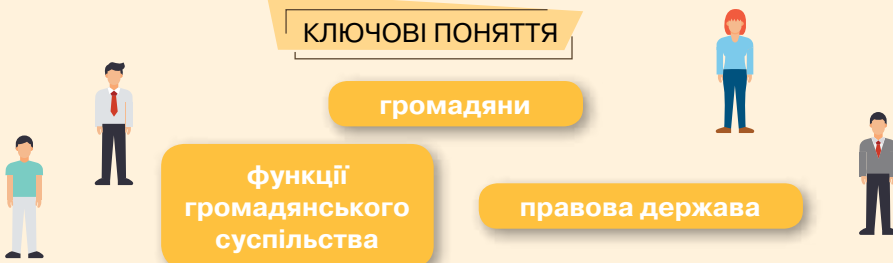 КЛЮЧОВІ ПОНЯТТЯ
громадяни
функції
громадянського
суспільства
правова держава